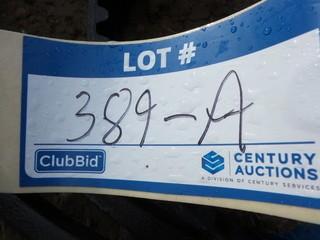 LOT #
389-A
ClubBid
CENTURY
AUCTIONS
A DIVISION OF CENTURY SERVICES